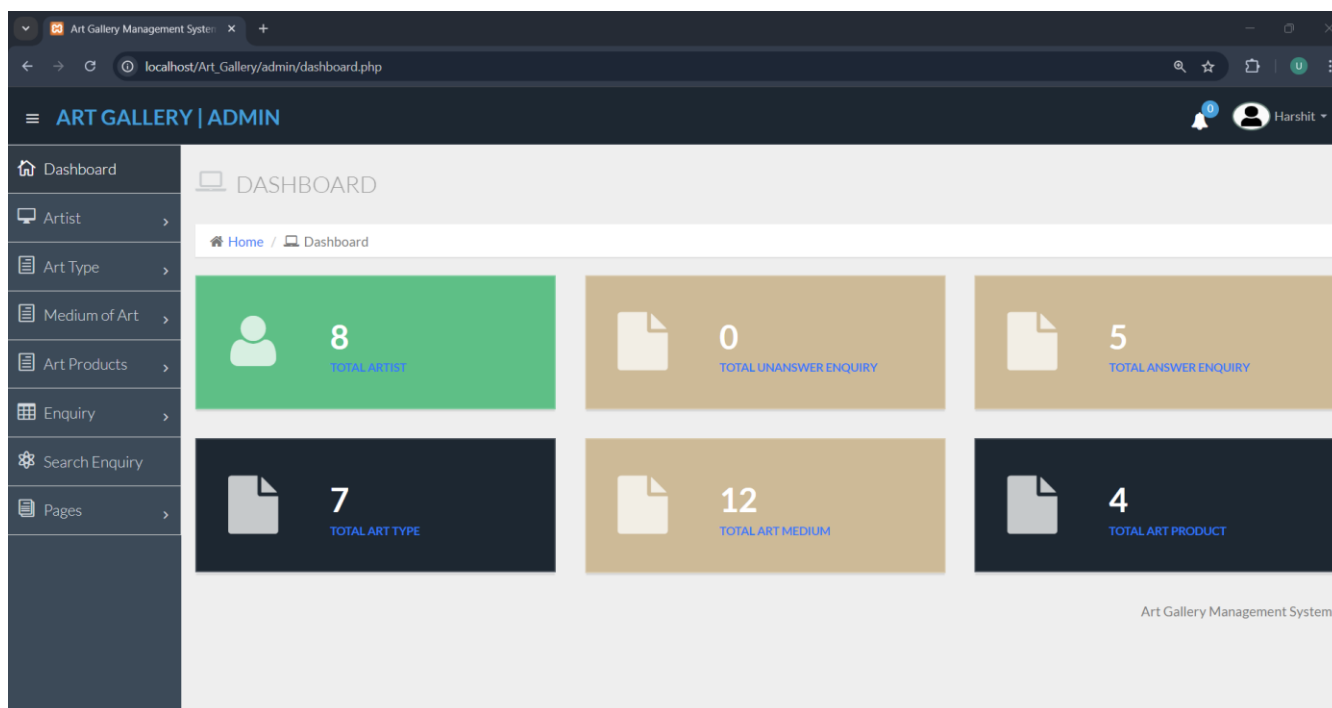 Art Gallery Management System
localhost/Art_Gallery/admin/dashboard.php
U
ART GALLERY | ADMIN
0
Harshit
Dashboard
Artist
Art Type
Medium of Art
Art Products
Enquiry
Search Enquiry
Pages
DASHBOARD
Home / Dashboard
8
TOTAL ARTIST
0
TOTAL UNANSWER ENQUIRY
5
TOTAL ANSWER ENQUIRY
7
TOTAL ART TYPE
12
TOTAL ART MEDIUM
4
TOTAL ART PRODUCT
Art Gallery Management System